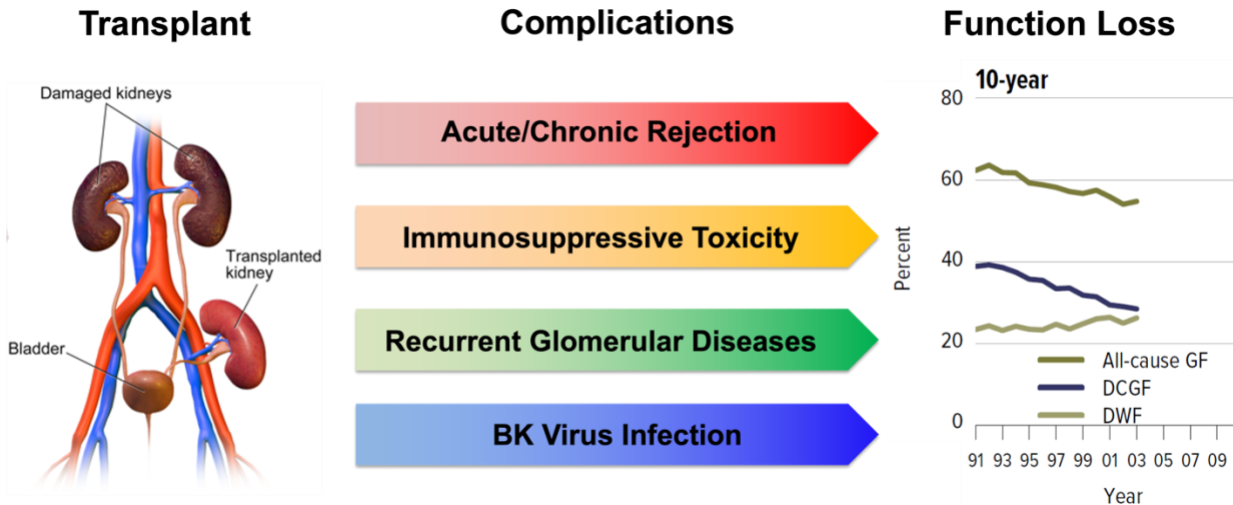 Transplant
Complications
Function Loss
Damaged kidneys
Transplanted
kidney
Bladder
Acute/Chronic Rejection
Immunosuppressive Toxicity
Recurrent Glomerular Diseases
BK Virus Infection
10-year
80
60
40
20
0
Percent
All-cause GF
DCGF
DWF
91 93 95 97 99 01 03 05 07 09
Year